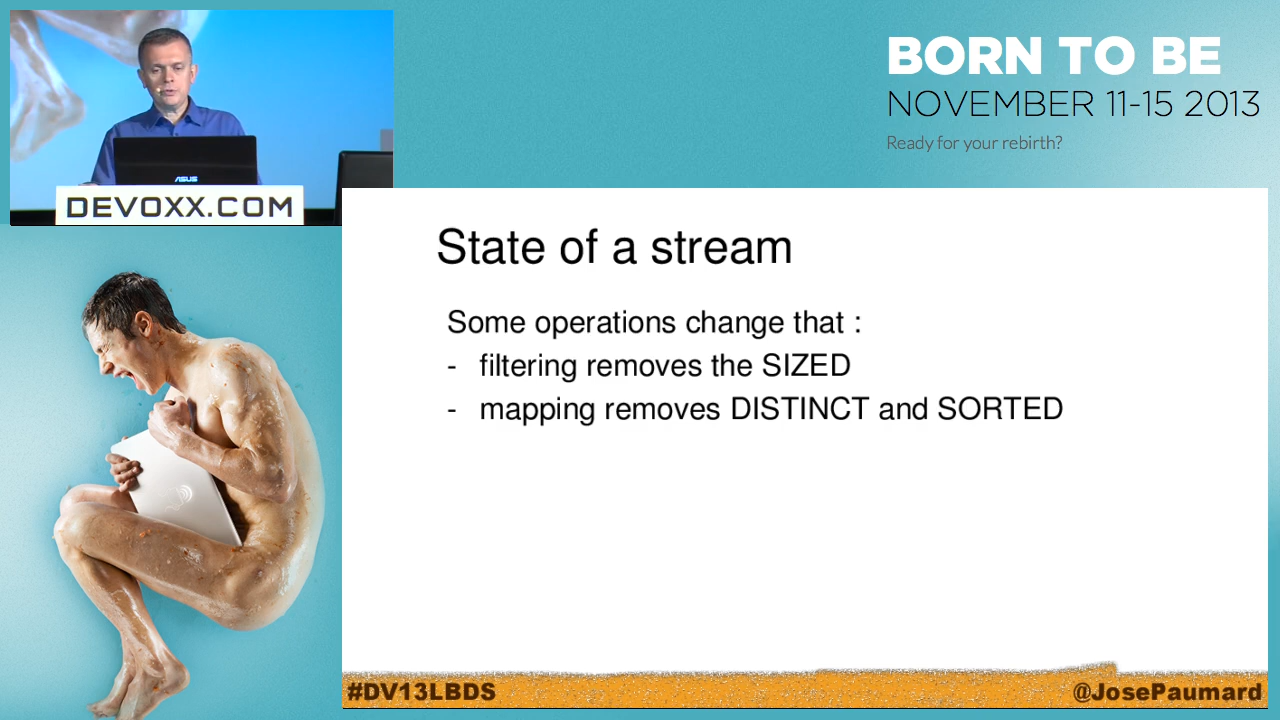 BORN TO BE
NOVEMBER 11-15 2013
Ready for your rebirth?
ASUS
DEVOXX.COM
State of a stream
Some operations change that :
- filtering removes the SIZED
- mapping removes DISTINCT and SORTED
#DV13LBDS
@JosePaumard